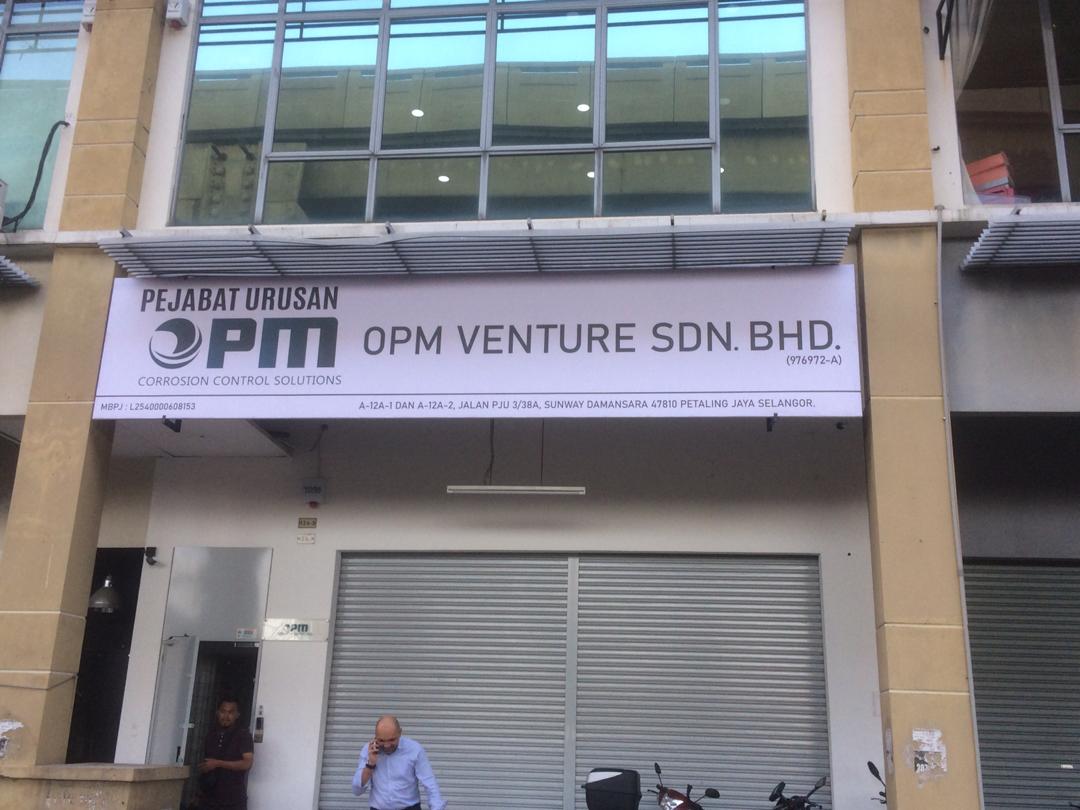 PEJABAT URUSAN
OPM
CORROSION CONTROL SOLUTIONS
OPM VENTURE SDN. BHD.
(976972-A)
MBPJ : L2540000608153
A-12A-1 DAN A-12A-2, JALAN PJU 3/38A, SUNWAY DAMANSARA 47810 PETALING JAYA SELANGOR.
OPM